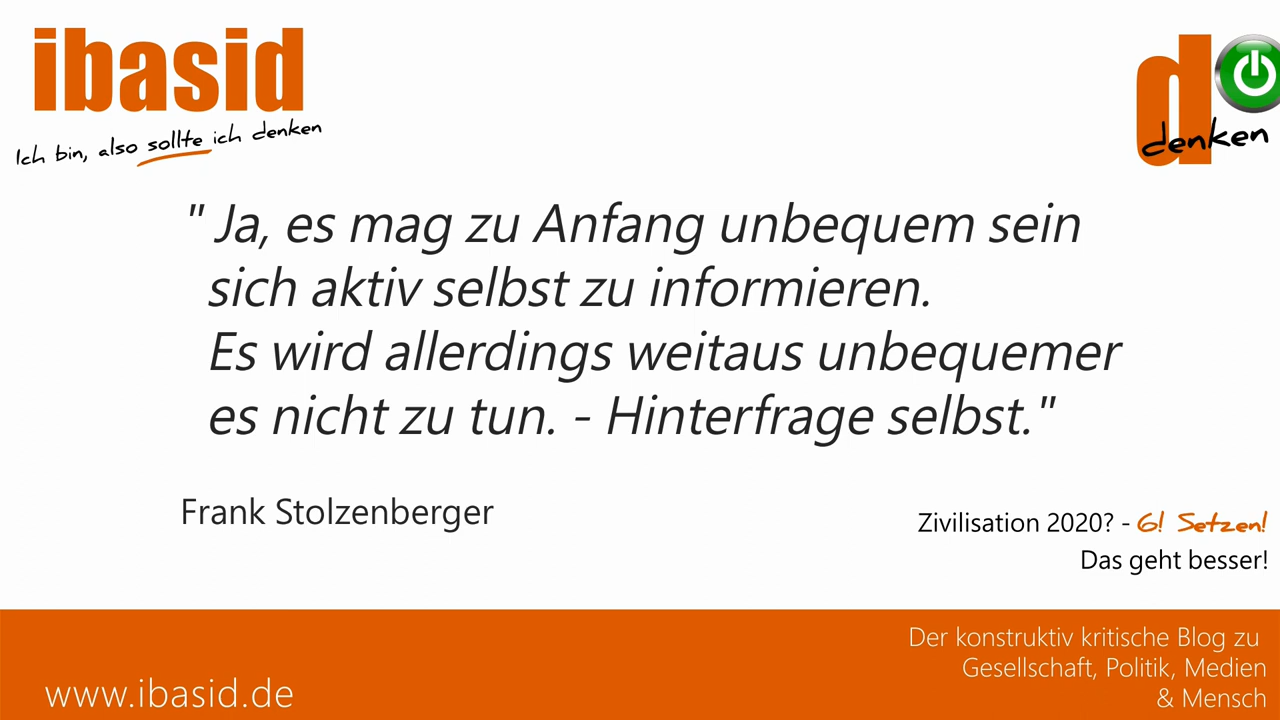 ibasid
Ich bin, also sollte ich denken
d
denken
" Ja, es mag zu Anfang unbequem sein
sich aktiv selbst zu informieren.
Es wird allerdings weitaus unbequemer
es nicht zu tun. - Hinterfrage selbst."
Frank Stolzenberger
Zivilisation 2020? - 6! Setzen!
Das geht besser!
Der konstruktiv kritische Blog zu
Gesellschaft, Politik, Medien
& Mensch
www.ibasid.de